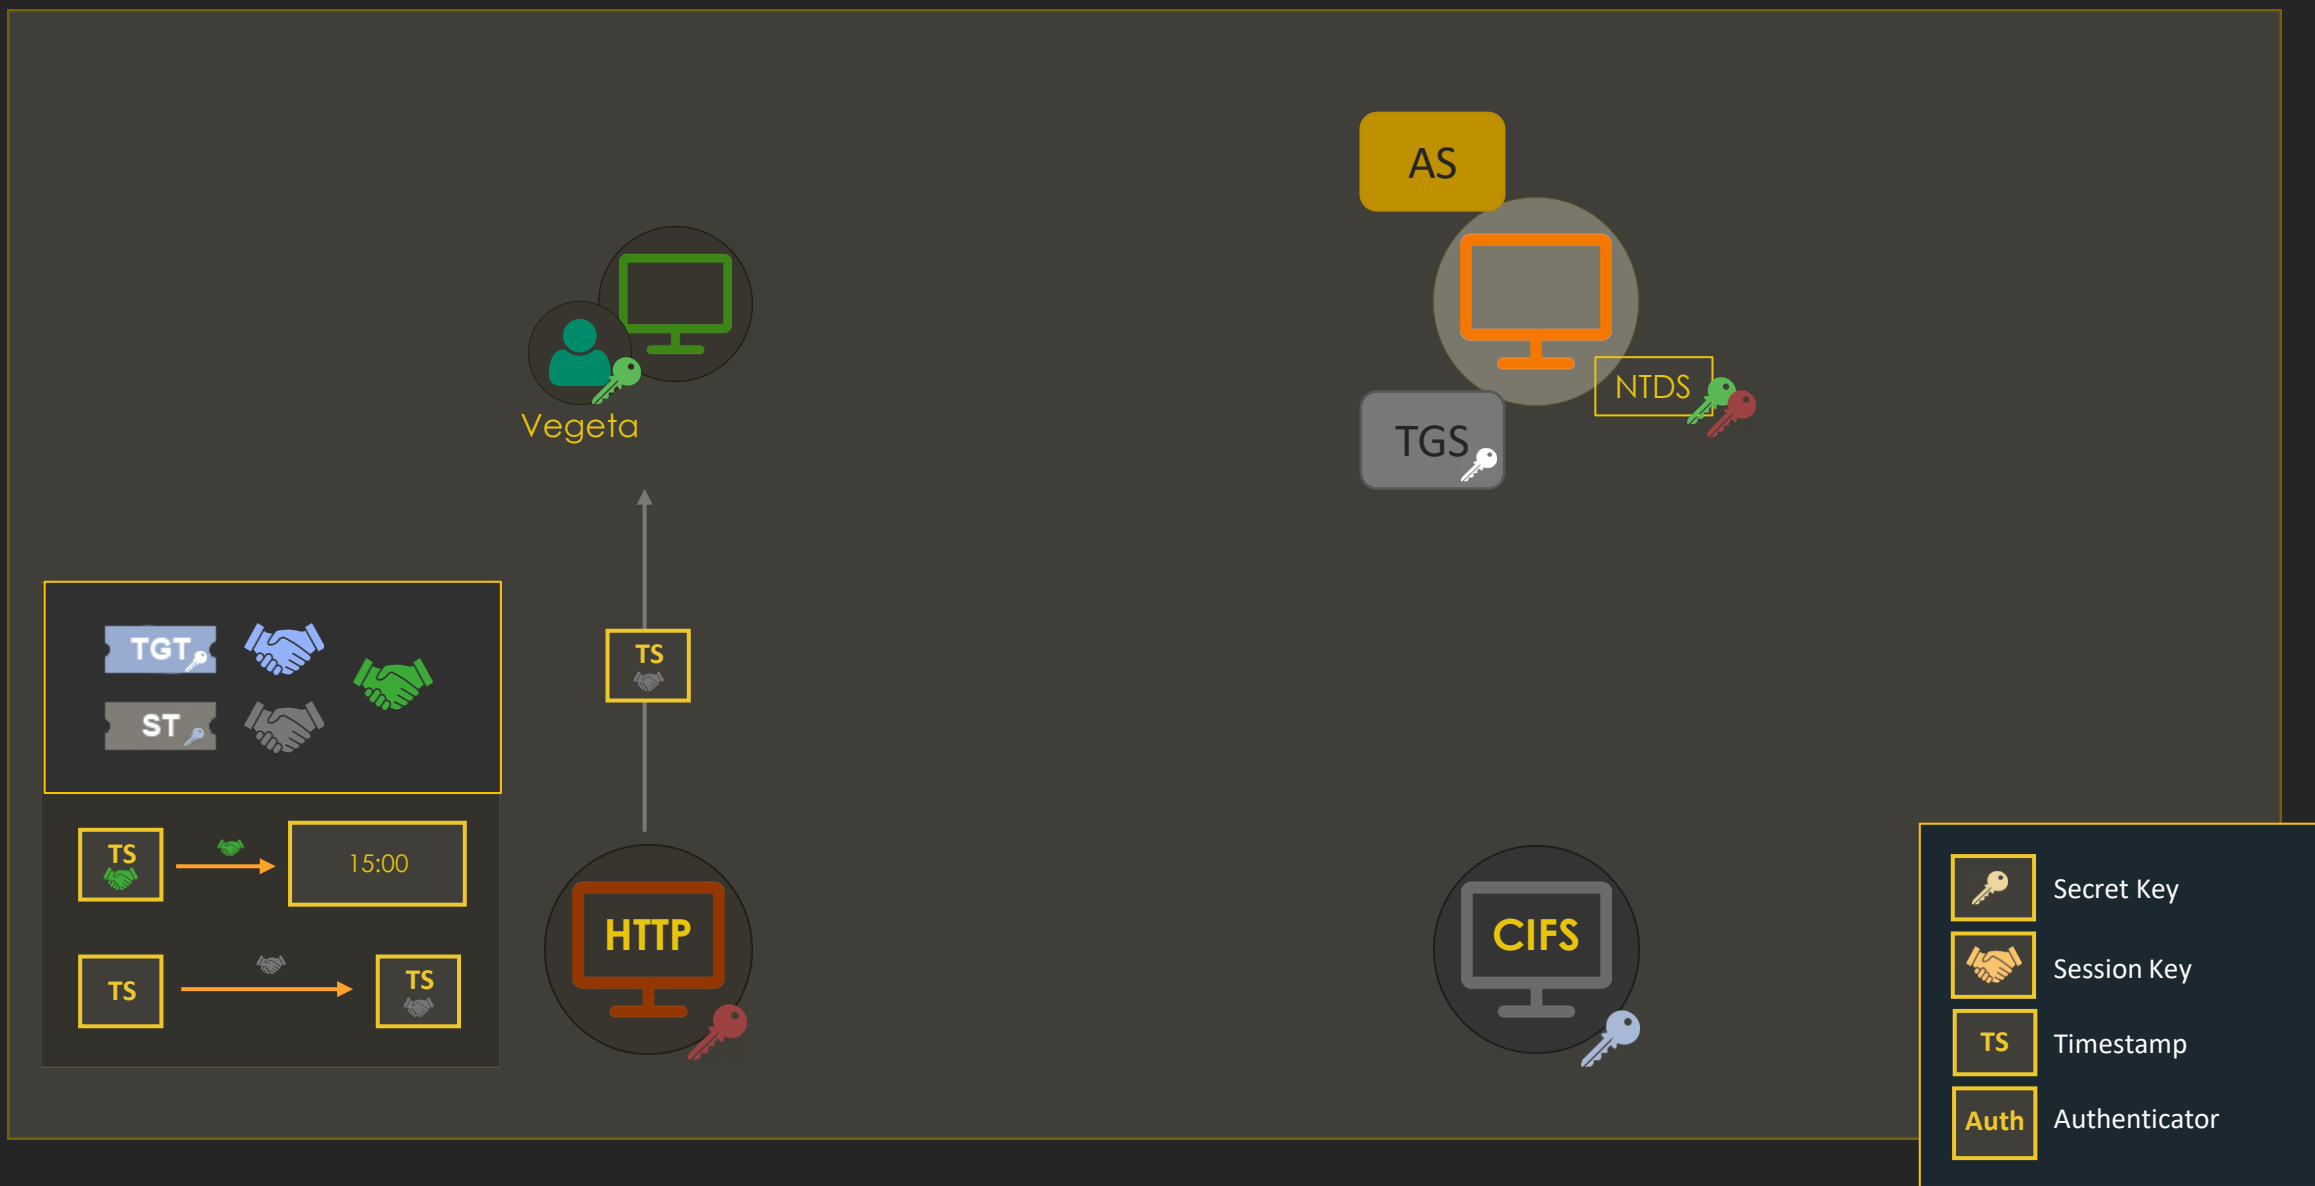 AS
NTDS
TGS
Vegeta
TGT
ST
TS
TS
15:00
TS
TS
HTTP
CIFS
Secret Key
Session Key
TS
Timestamp
Auth
Authenticator